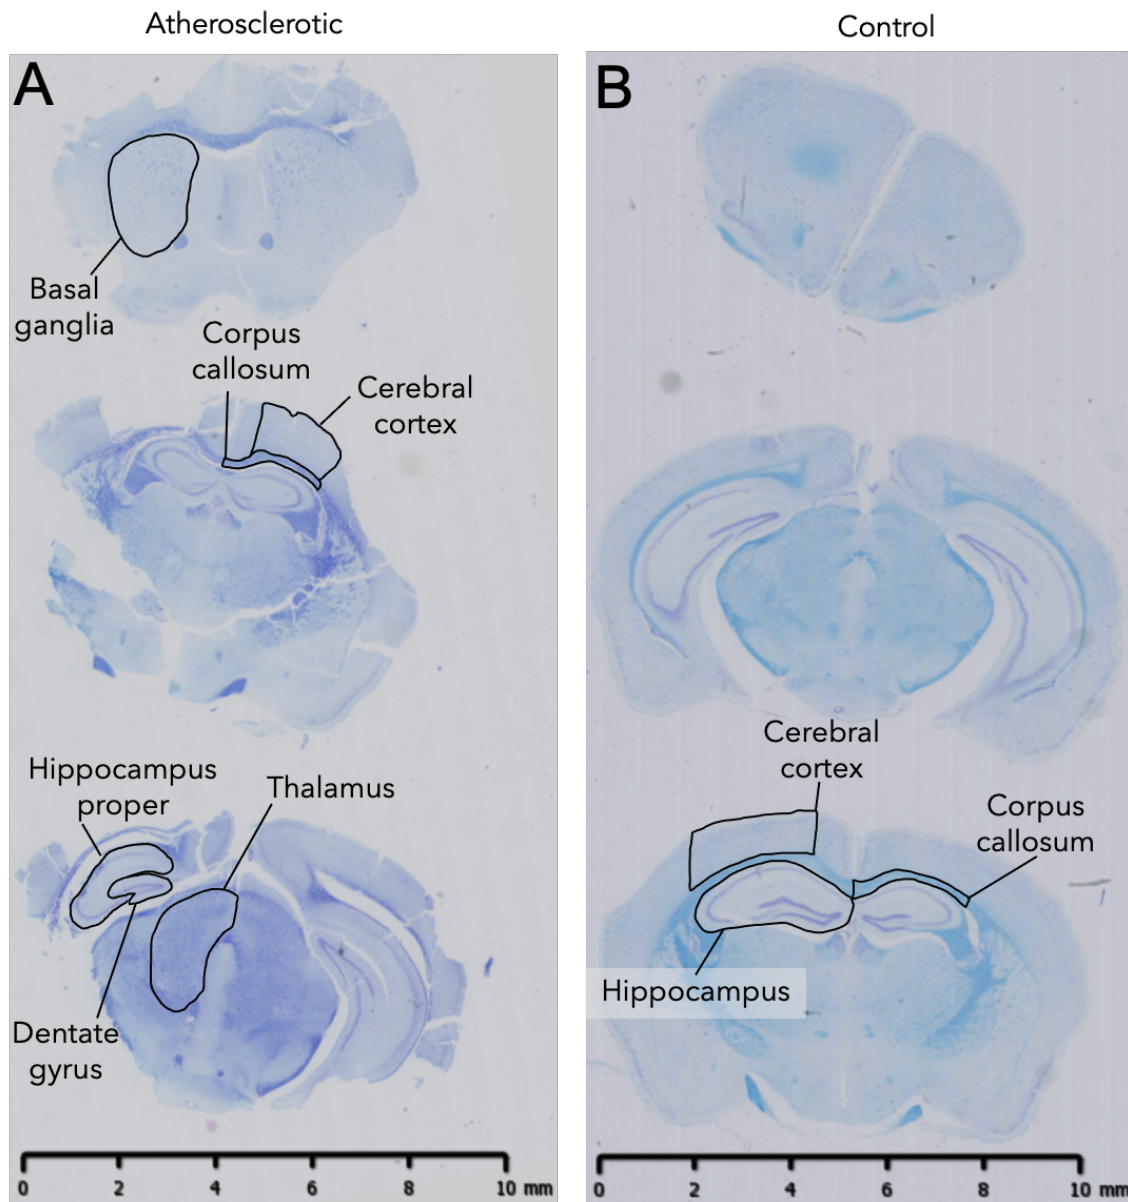 Atherosclerotic
Control
A
Basal
ganglia
Corpus
callosum
Cerebral
cortex
Hippocampus
proper
Thalamus
Dentate
gyrus
0 2 4 6 8 10 mm
B
Cerebral
cortex
Corpus
callosum
Hippocampus
0 2 4 6 8 10 mm